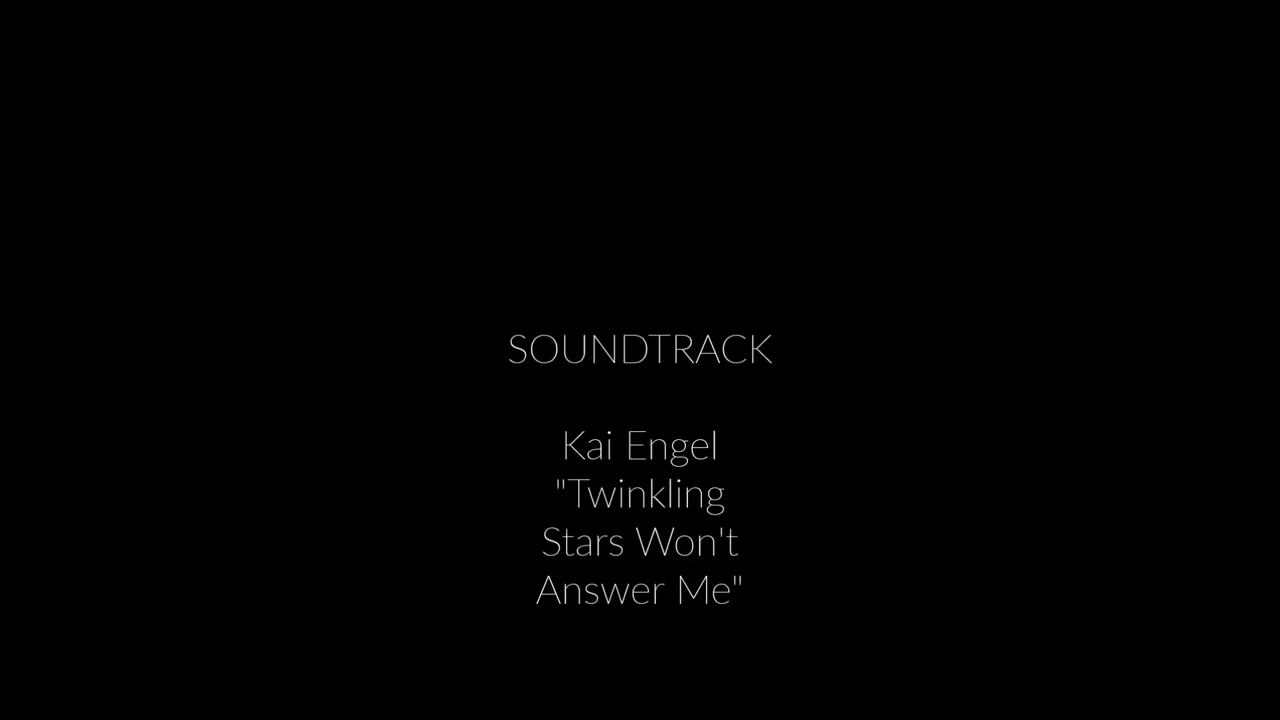 SOUNDTRACK
Kai Engel
"Twinkling
Stars Won't
Answer Me"